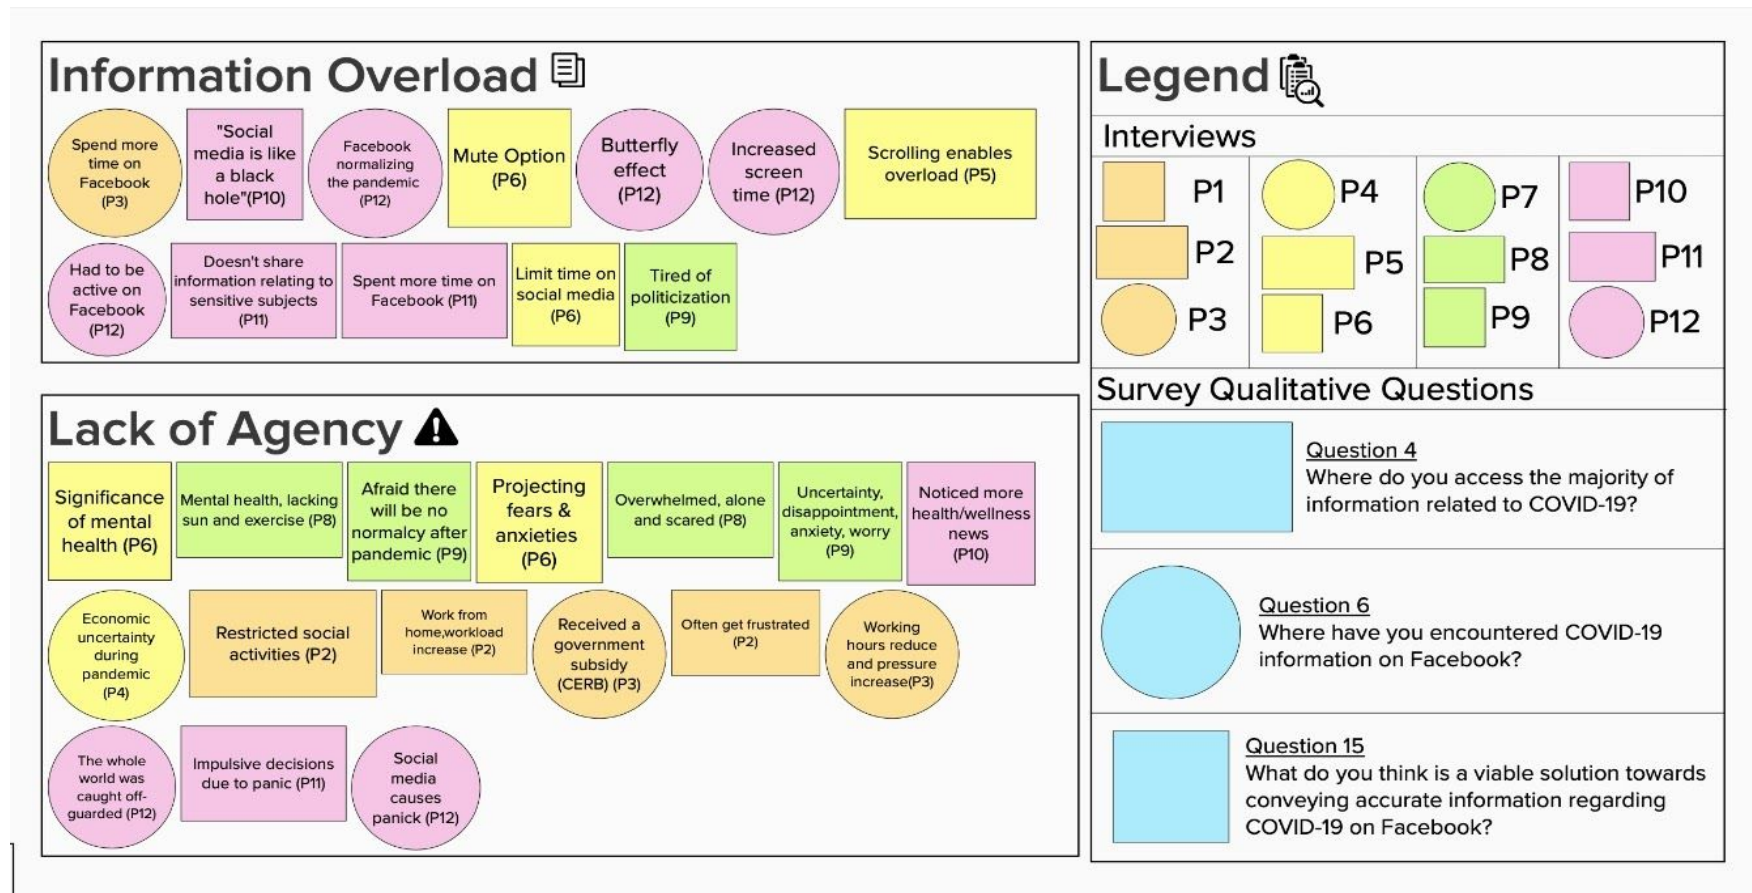 Information Overload
Spend more
time on
Facebook
(P3)
"Social
media is like
a black
hole"(P10)
Facebook
normalizing
the pandemic
(P12)
Mute Option
(P6)
Butterfly
effect
(P12)
Increased
screen
time (P12)
Scrolling enables
overload (P5)
Had to be
active on
Facebook
(P12)
Doesn't share
information relating to
sensitive subjects
(P11)
Spent more time on
Facebook (P11)
Limit time on
social media
(P6)
Tired of
politicization
(P9)
Lack of Agency
Significance
of mental
health (P6)
Mental health, lacking
sun and exercise (P8)
Afraid there
will be no
normalcy after
pandemic (P9)
Projecting
fears &
anxieties
(P6)
Overwhelmed, alone
and scared (P8)
Uncertainty,
disappointment,
anxiety, worry
(P9)
Noticed more
health/wellness
news
(P10)
Economic
uncertainty
during
pandemic
(P4)
Restricted social
activities (P2)
Work from
home,workload
increase (P2)
Received a
government
subsidy
(CERB) (P3)
Often get frustrated
(P2)
Working
hours reduce
and pressure
increase(P3)
The whole
world was
caught off-
guarded (P12)
Impulsive decisions
due to panic (P11)
Social
media
causes
panick (P12)
Legend
Interviews
P1
P2
P3
P4
P5
P6
P7
P8
P9
P10
P11
P12
Survey Qualitative Questions
Question 4
Where do you access the majority of
information related to COVID-19?
Question 6
Where have you encountered COVID-19
information on Facebook?
Question 15
What do you think is a viable solution towards
conveying accurate information regarding
COVID-19 on Facebook?